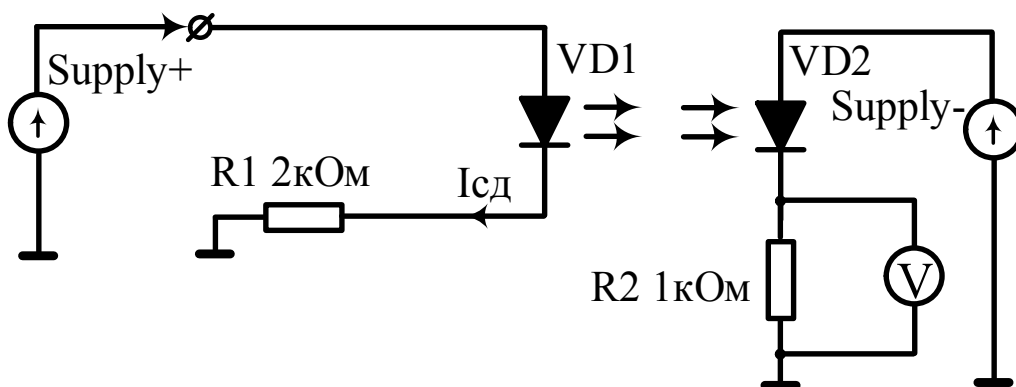 Supply+
VD1
VD2
Supply-
R1 2кОм
Iсд
R2 1кОм
V